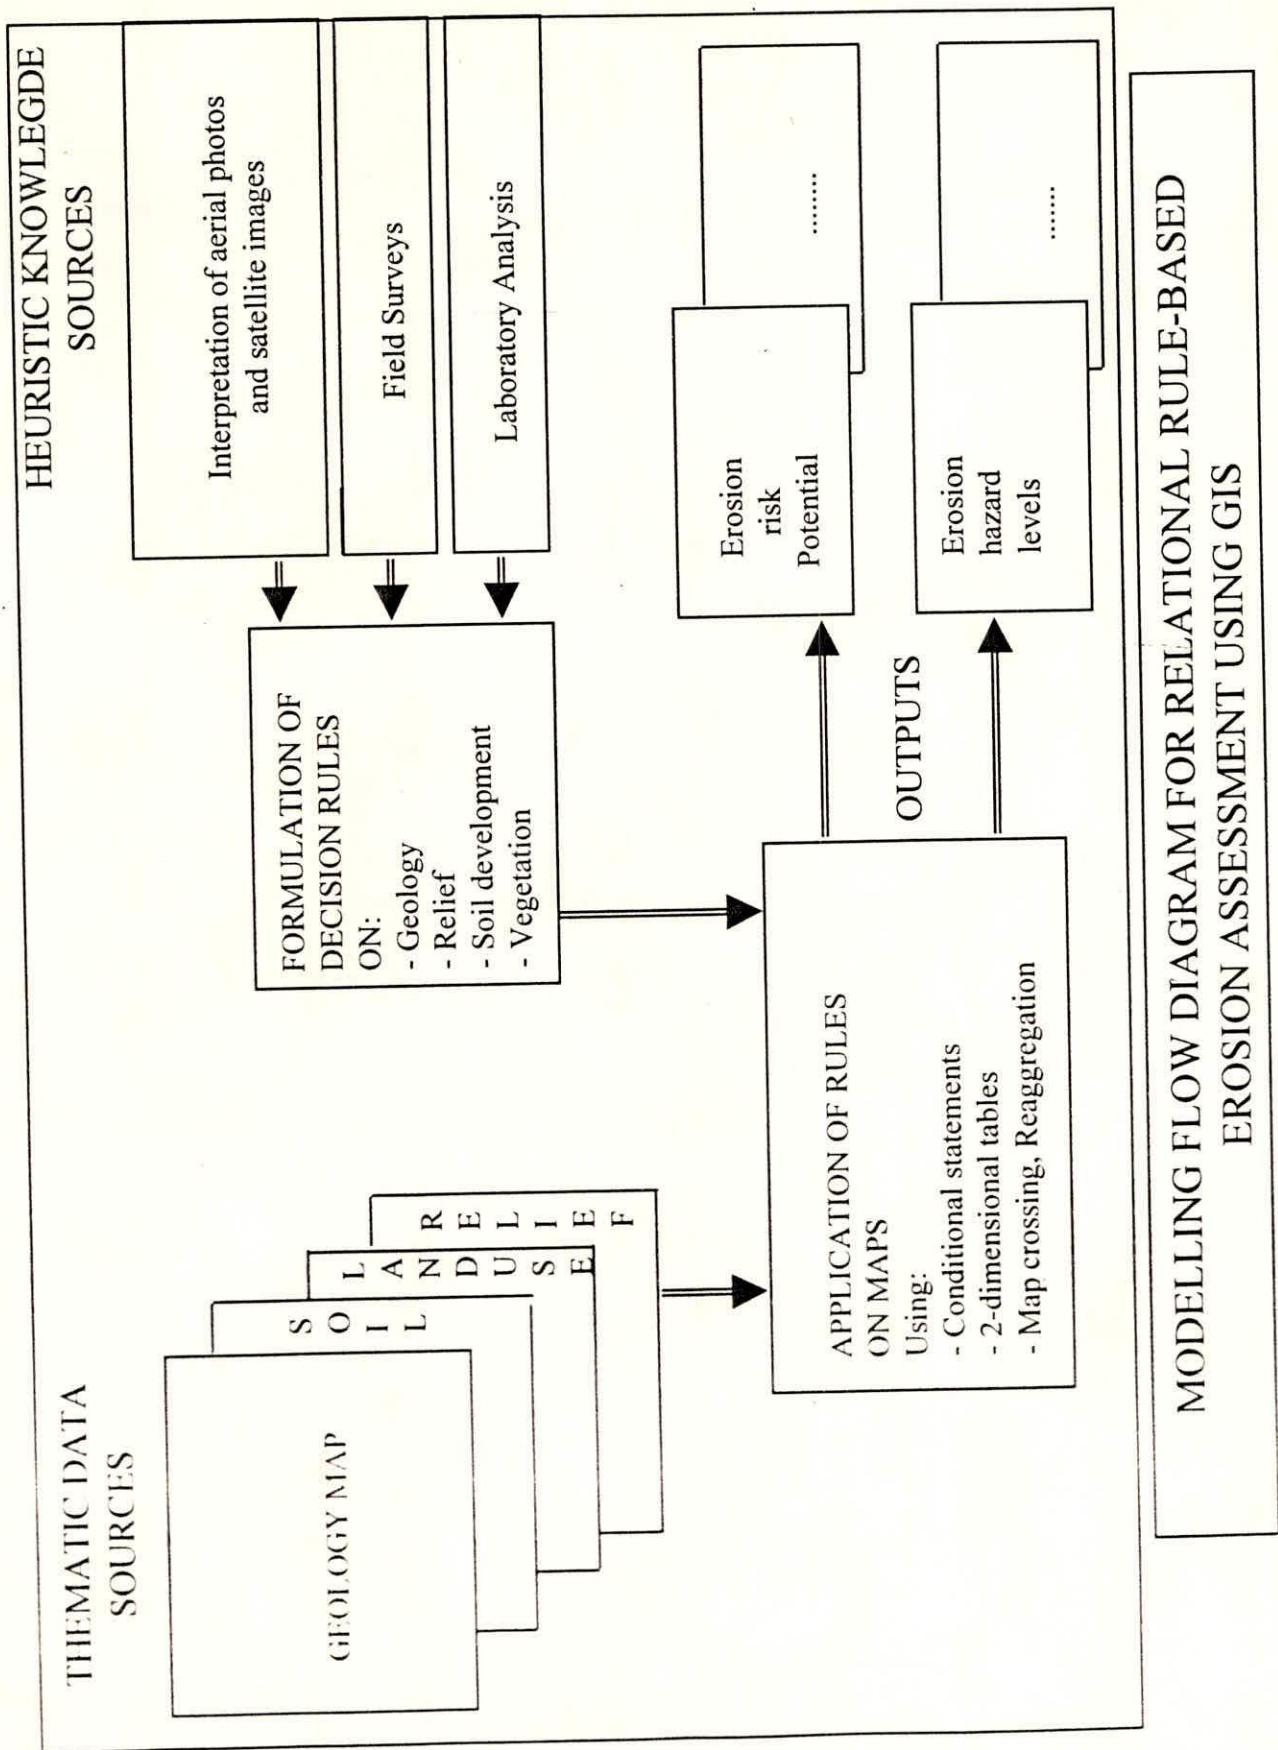 THEMATIC DATA
SOURCES
GEOLOGY MAP
SOIL
LANDUSE
RELIEF
HEURISTIC KNOWLEGDE
SOURCES
Interpretation of aerial photos
and satellite images
Field Surveys
Laboratory Analysis
FORMULATION OF
DECISION RULES
ON:
- Geology
- Relief
- Soil development
- Vegetation
APPLICATION OF RULES
ON MAPS
Using:
- Conditional statements
- 2-dimensional tables
- Map crossing, Reaggregation
OUTPUTS
Erosion
risk
Potential
.........
Erosion
hazard
levels
.......
MODELLING FLOW DIAGRAM FOR RELATIONAL RULE-BASED
EROSION ASSESSMENT USING GIS